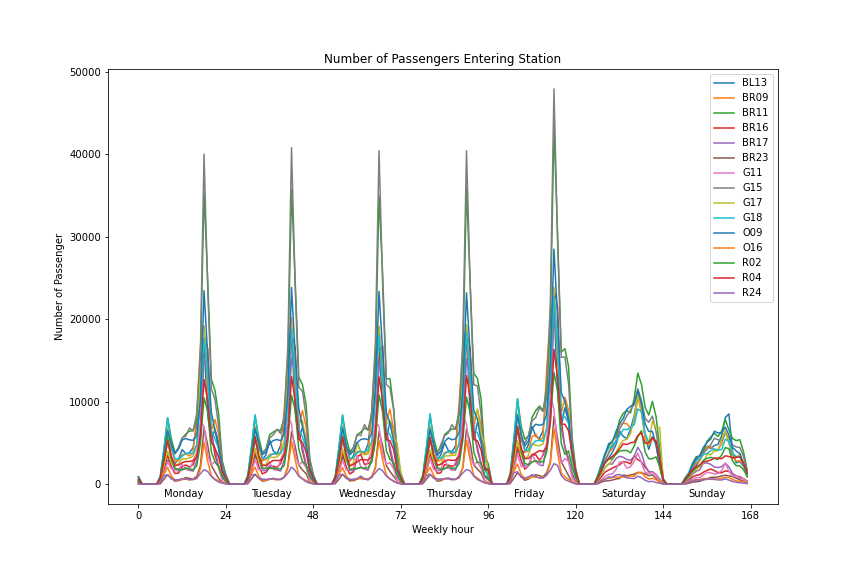 Number of Passengers Entering Station
50000
40000
30000
20000
10000
0
Number of Passenger
BL13
BR09
BR11
BR16
BR17
BR23
G11
G15
G17
G18
O09
O16
R02
R04
R24
Monday Tuesday Wednesday Thursday Friday Saturday Sunday
0 24 48 72 96 120 144 168
Weekly hour